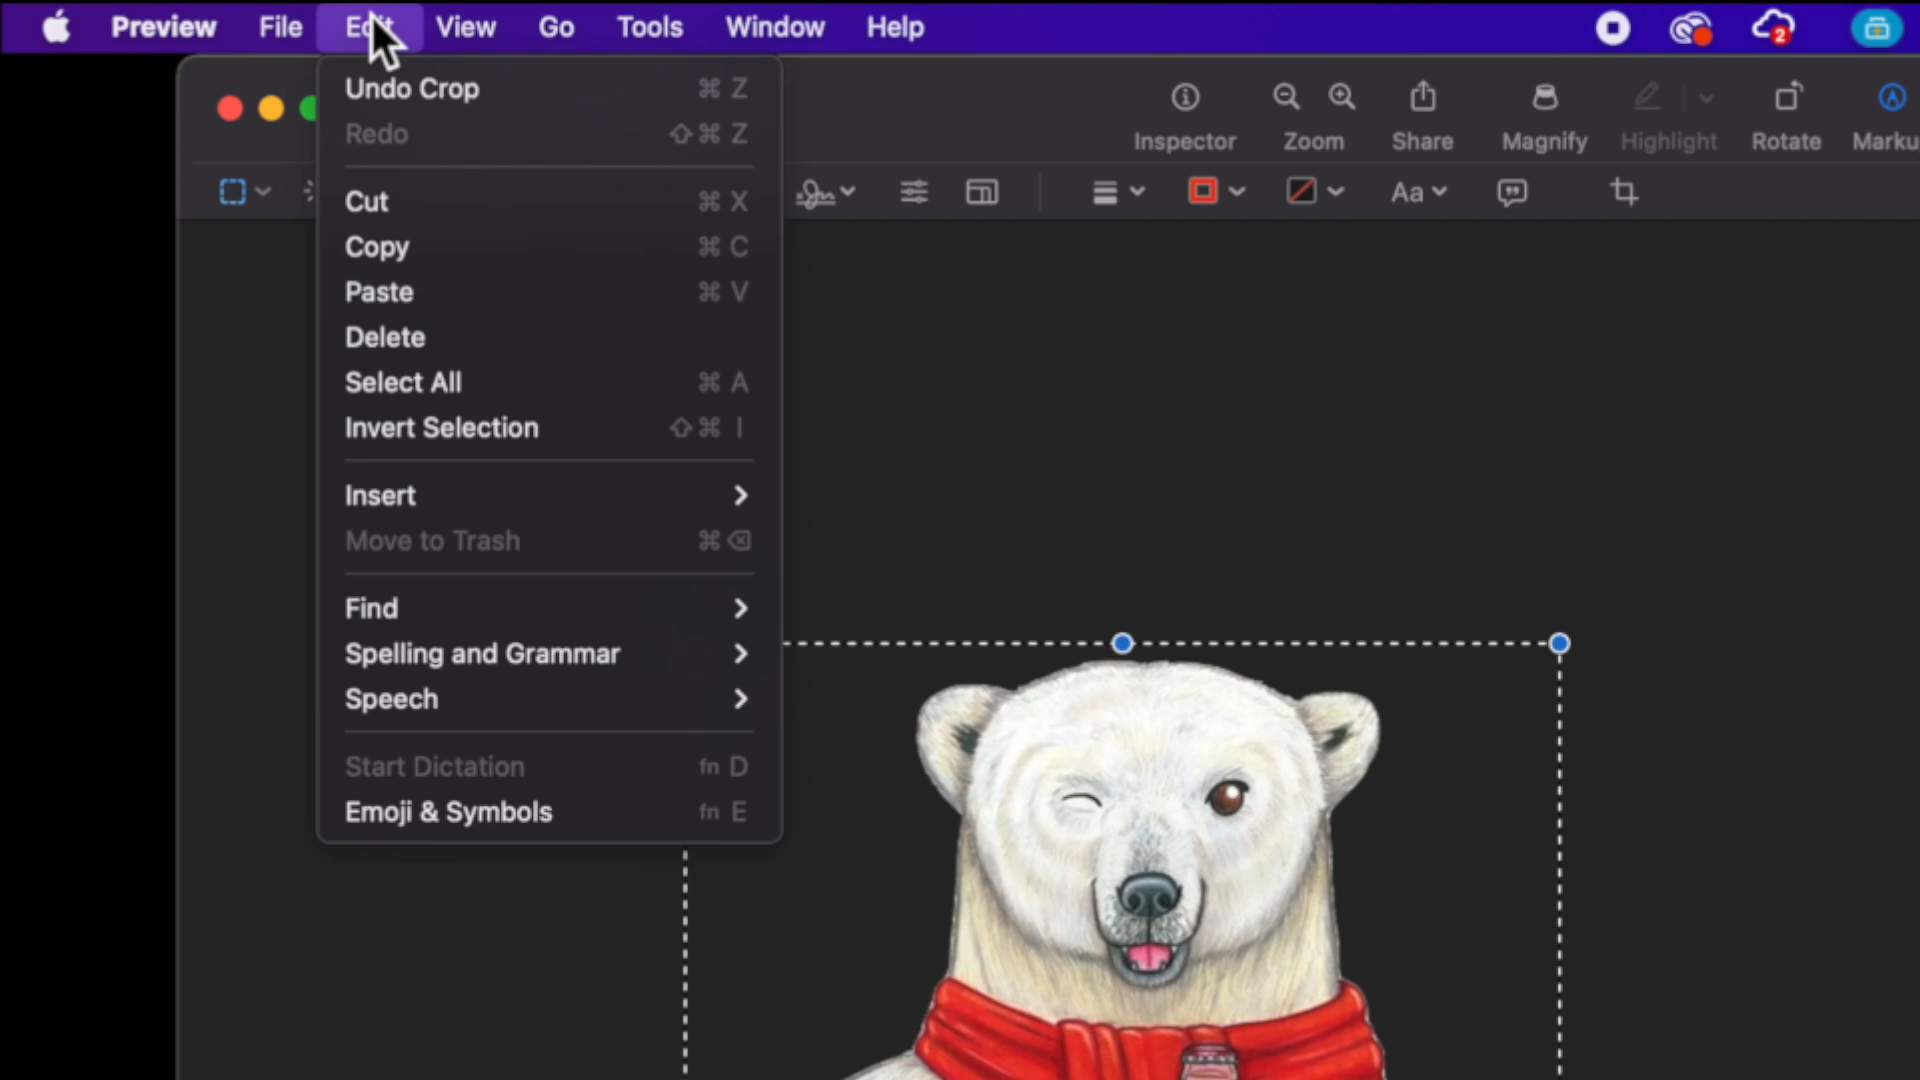 Preview File Edit View Go Tools Window Help
2
Undo Crop ⌘ Z
Redo ⇧⌘ Z
Inspector Zoom Share Magnify Highlight Rotate Marku
Cut ⌘ X
Aa
Copy ⌘ C
Paste ⌘ V
Delete
Select All ⌘ A
Invert Selection ⇧⌘ I
Insert
Move to Trash ⌘⌫
Find
Spelling and Grammar
Speech
Start Dictation fn D
Emoji & Symbols fn E